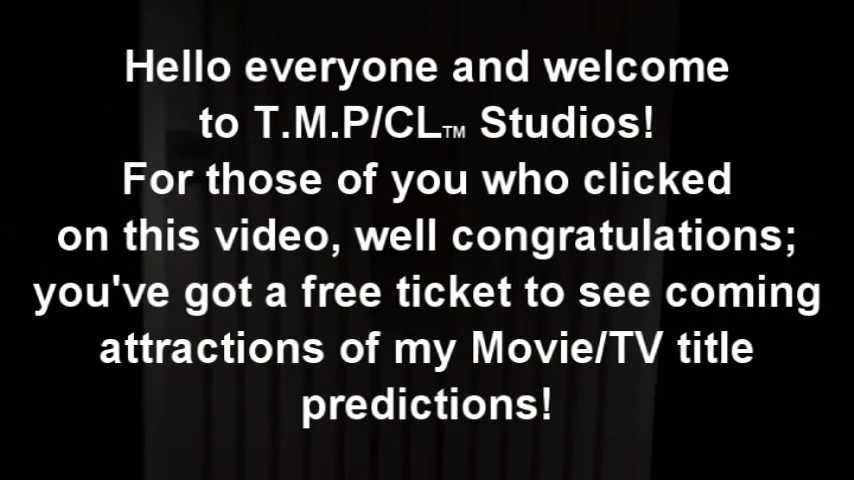 Hello everyone and welcome
to T.M.P/CL™ Studios!
For those of you who clicked
on this video, well congratulations;
you've got a free ticket to see coming
attractions of my Movie/TV title
predictions!